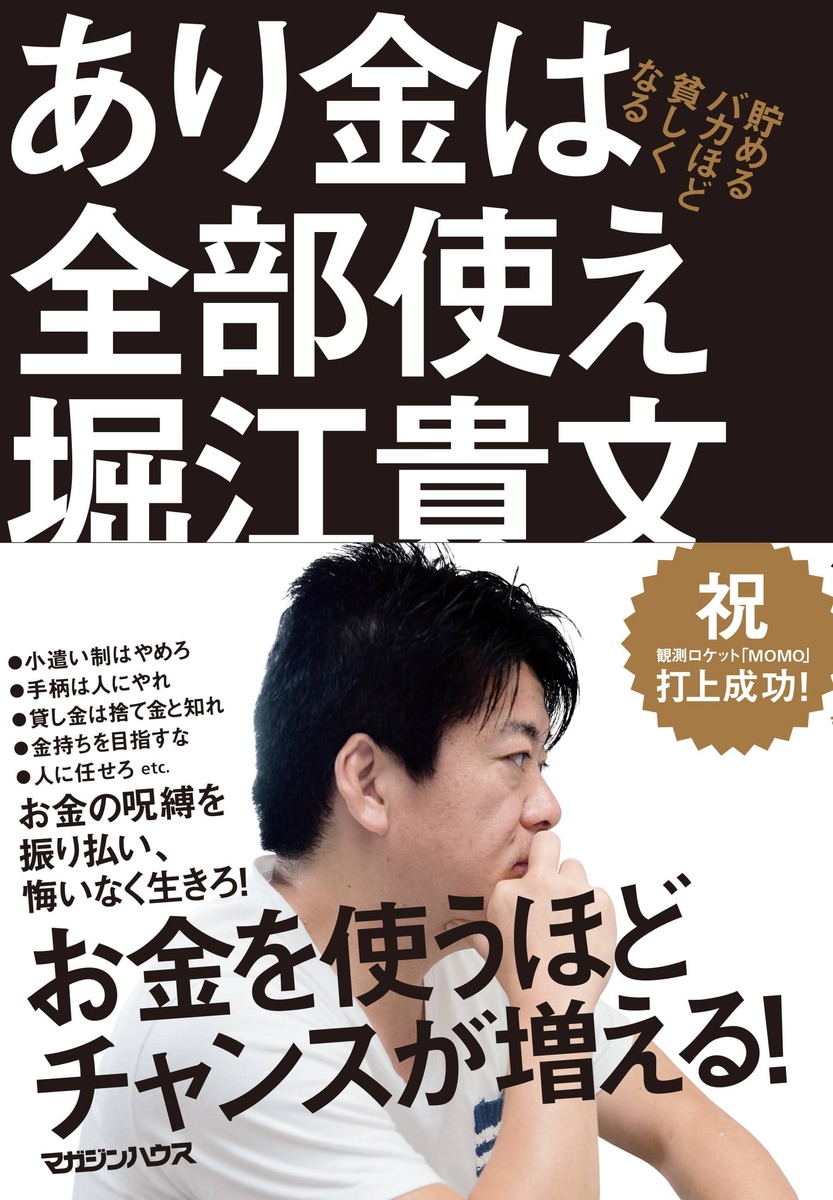 あり金は
全部使え
貯める
バカほど
貧しく
なる
堀江貴文
祝
観測ロケット「MOMO」
打上成功!
●小遣い制はやめろ
●手柄は人にやれ
●貸し金は捨て金と知れ
●金持ちを目指すな
●人に任せろ etc.
お金の呪縛を
振り払い、
悔いなく生きろ!
お金を使うほど
チャンスが増える!
マガジンハウス